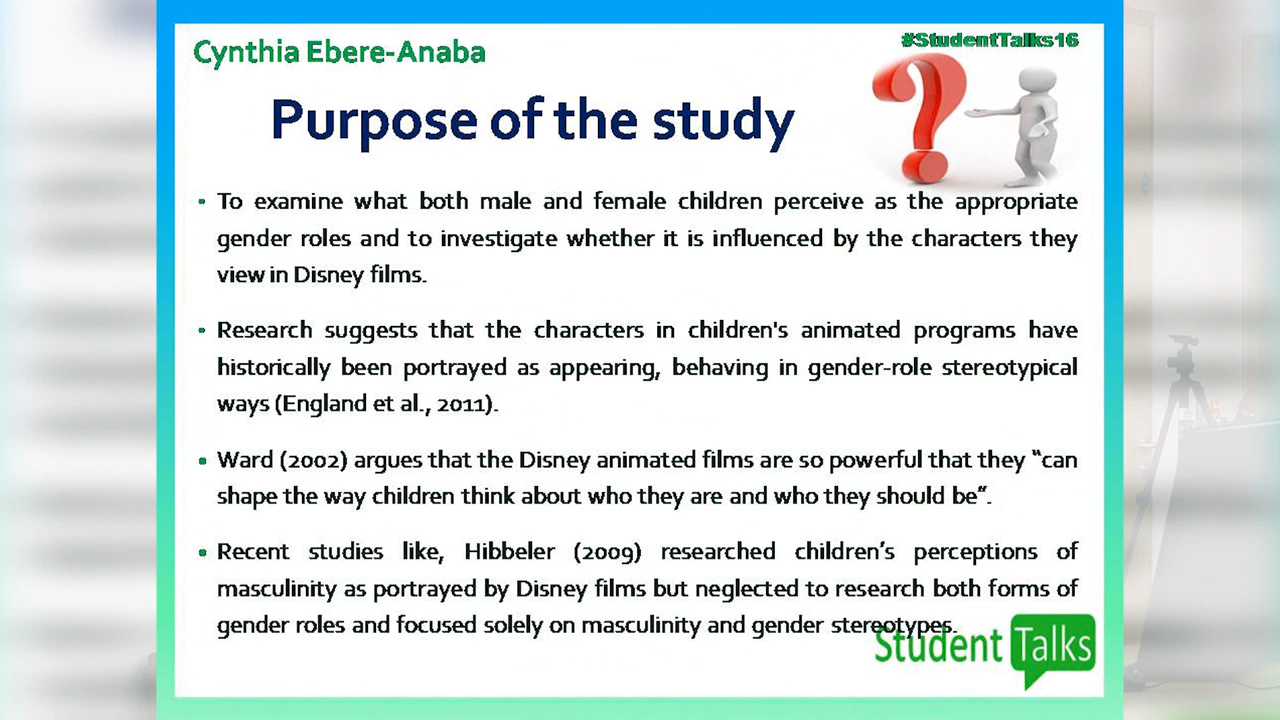 Cynthia Ebere-Anaba
#StudentTalks16
Purpose of the study
• To examine what both male and female children perceive as the appropriate
gender roles and to investigate whether it is influenced by the characters they
view in Disney films.
• Research suggests that the characters in children's animated programs have
historically been portrayed as appearing, behaving in gender-role stereotypical
ways (England et al., 2011).
• Ward (2002) argues that the Disney animated films are so powerful that they “can
shape the way children think about who they are and who they should be”.
• Recent studies like, Hibbeler (2009) researched children’s perceptions of
masculinity as portrayed by Disney films but neglected to research both forms of
gender roles and focused solely on masculinity and gender stereotypes.
Student Talks